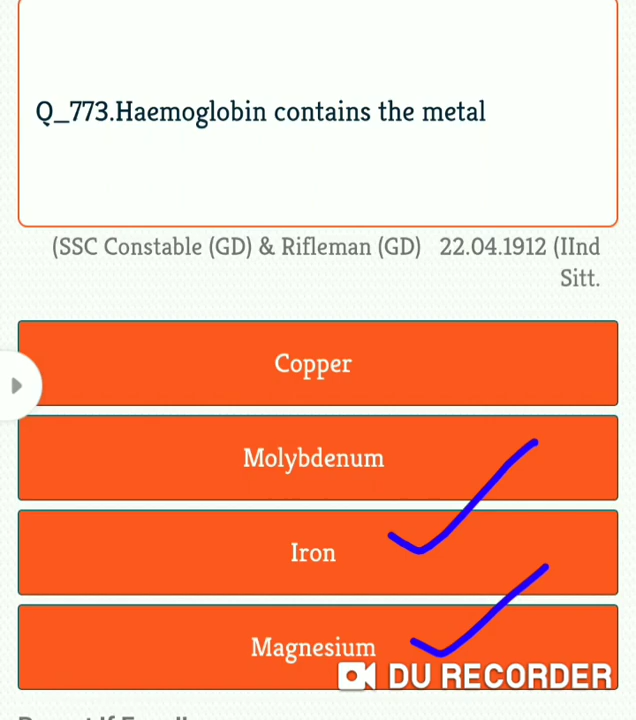 Q_773.Haemoglobin contains the metal
(SSC Constable (GD) & Rifleman (GD) 22.04.1912 (IInd
Sitt.
Copper
Molybdenum
Iron
Magnesium
DU RECORDER